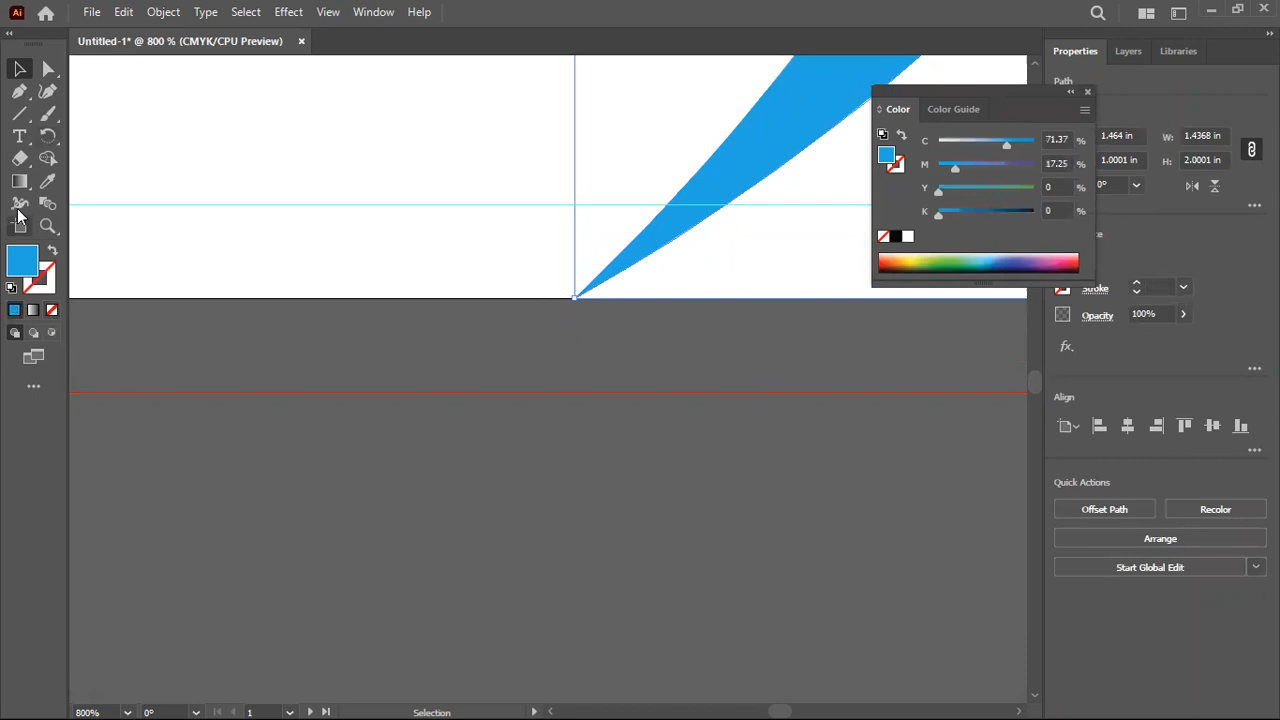 Ai File Edit Object Type Select Effect View Window Help
Untitled-1* @ 800 % (CMYK/CPU Preview) ×
Properties Layers Libraries
Path
Color Color Guide
C 71.37 %
M 17.25 %
Y 0 %
K 0 %
1.464 in W: 1.4368 in
1.0001 in H: 2.0001 in
0°
Stroke
Opacity 100%
fx
Align
Quick Actions
Offset Path Recolor
Arrange
Start Global Edit
800% 0° 1 Selection